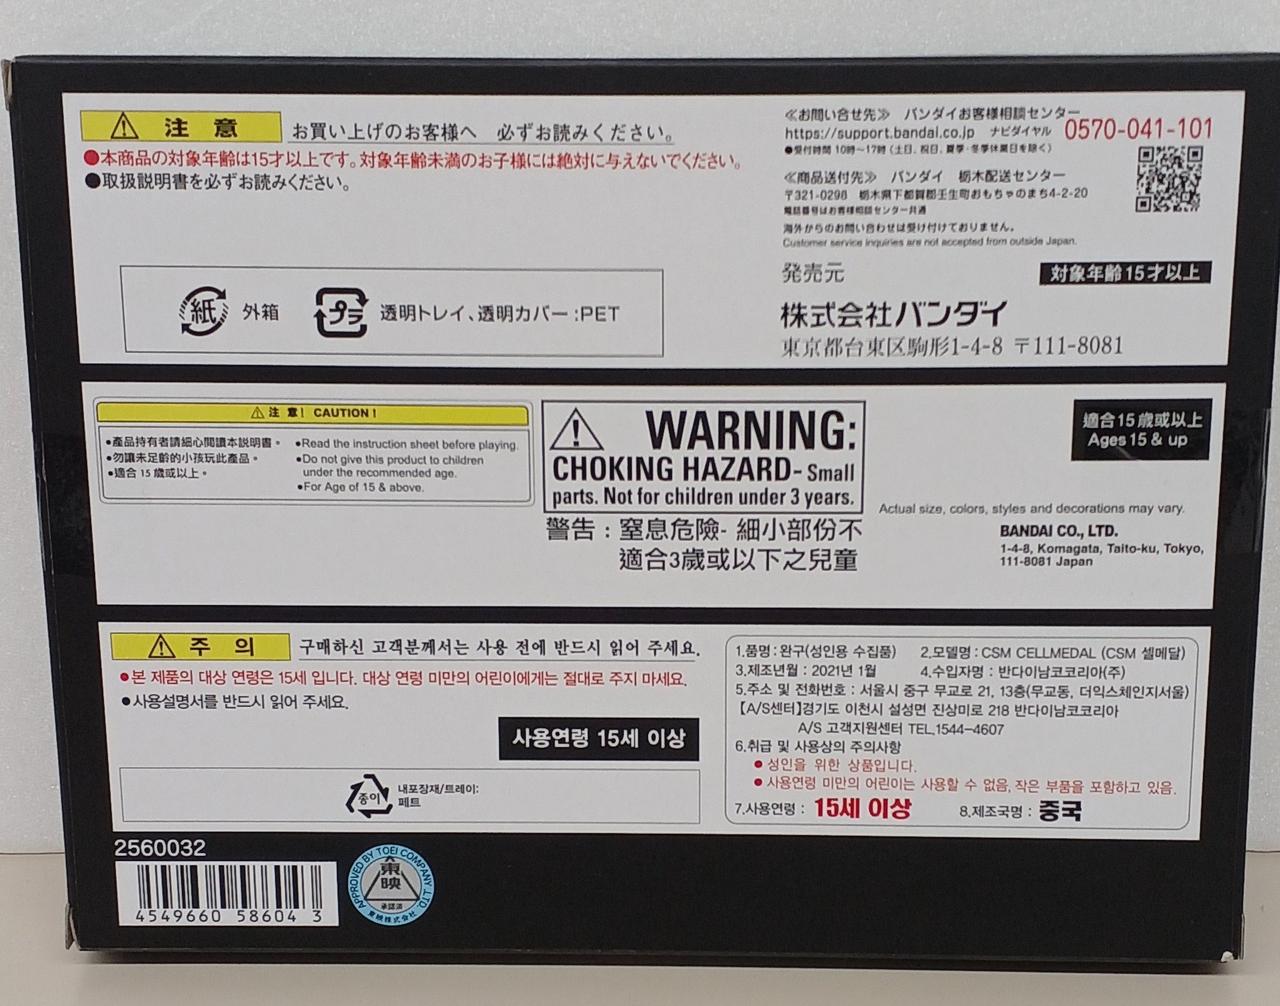 注 意 お買い上げのお客様へ 必ずお読みください。
●本商品の対象年齢は15才以上です。対象年齢未満のお子様には絶対に与えないでください。
●取扱説明書を必ずお読みください。
紙 外箱 プラ 透明トレイ、透明カバー:PET
≪お問い合せ先≫ バンダイお客様相談センター
https://support.bandai.co.jp ナビダイヤル 0570-041-101
●受付時間 10時~17時 (土日、祝日、夏季・冬季休業日を除く)
≪商品送付先≫ バンダイ 栃木配送センター
〒321-0298 栃木県下都賀郡壬生町おもちゃのまち4-2-20
電話番号はお客様相談センター共通
海外からのお問い合わせは受け付けておりません。
Customer service inquiries are not accepted from outside Japan.
発売元 対象年齢15才以上
株式会社バンダイ
東京都台東区駒形1-4-8 〒111-8081
注 意! CAUTION!
●產品持有者請細心閱讀本說明書。
●勿讓未足齡的小孩玩此產品。
●適合 15 歲或以上。
●Read the instruction sheet before playing.
●Do not give this product to children
under the recommended age.
●For Age of 15 & above.
WARNING:
CHOKING HAZARD- Small
parts. Not for children under 3 years.
警告：窒息危險- 細小部份不
適合3歲或以下之兒童
適合15歲或以上
Ages 15 & up
Actual size, colors, styles and decorations may vary.
BANDAI CO., LTD.
1-4-8, Komagata, Taito-ku, Tokyo,
111-8081 Japan
주 의 구매하신 고객분께서는 사용 전에 반드시 읽어 주세요.
●본 제품의 대상 연령은 15세 입니다. 대상 연령 미만의 어린이에게는 절대로 주지 마세요.
●사용설명서를 반드시 읽어 주세요.
사용연령 15세 이상
종이 내포장재/트레이:
페트
1.품명 : 완구(성인용 수집품) 2.모델명 : CSM CELLMEDAL (CSM 셀메달)
3.제조년월 : 2021년 1월 4.수입자명 : 반다이남코코리아(주)
5.주소 및 전화번호 : 서울시 중구 무교로 21, 13층(무교동, 더익스체인지서울)
【A/S센터】경기도 이천시 설성면 진상미로 218 반다이남코코리아
A/S 고객지원센터 TEL.1544-4607
6.취급 및 사용상의 주의사항
●성인을 위한 상품입니다.
●사용연령 미만의 어린이는 사용할 수 없음, 작은 부품을 포함하고 있음.
7.사용연령 : 15세 이상 8.제조국명 : 중국
2560032
4549660 58604 3
APPROVED BY TOEI COMPANY, LTD.
東映
承認済
東映株式会社